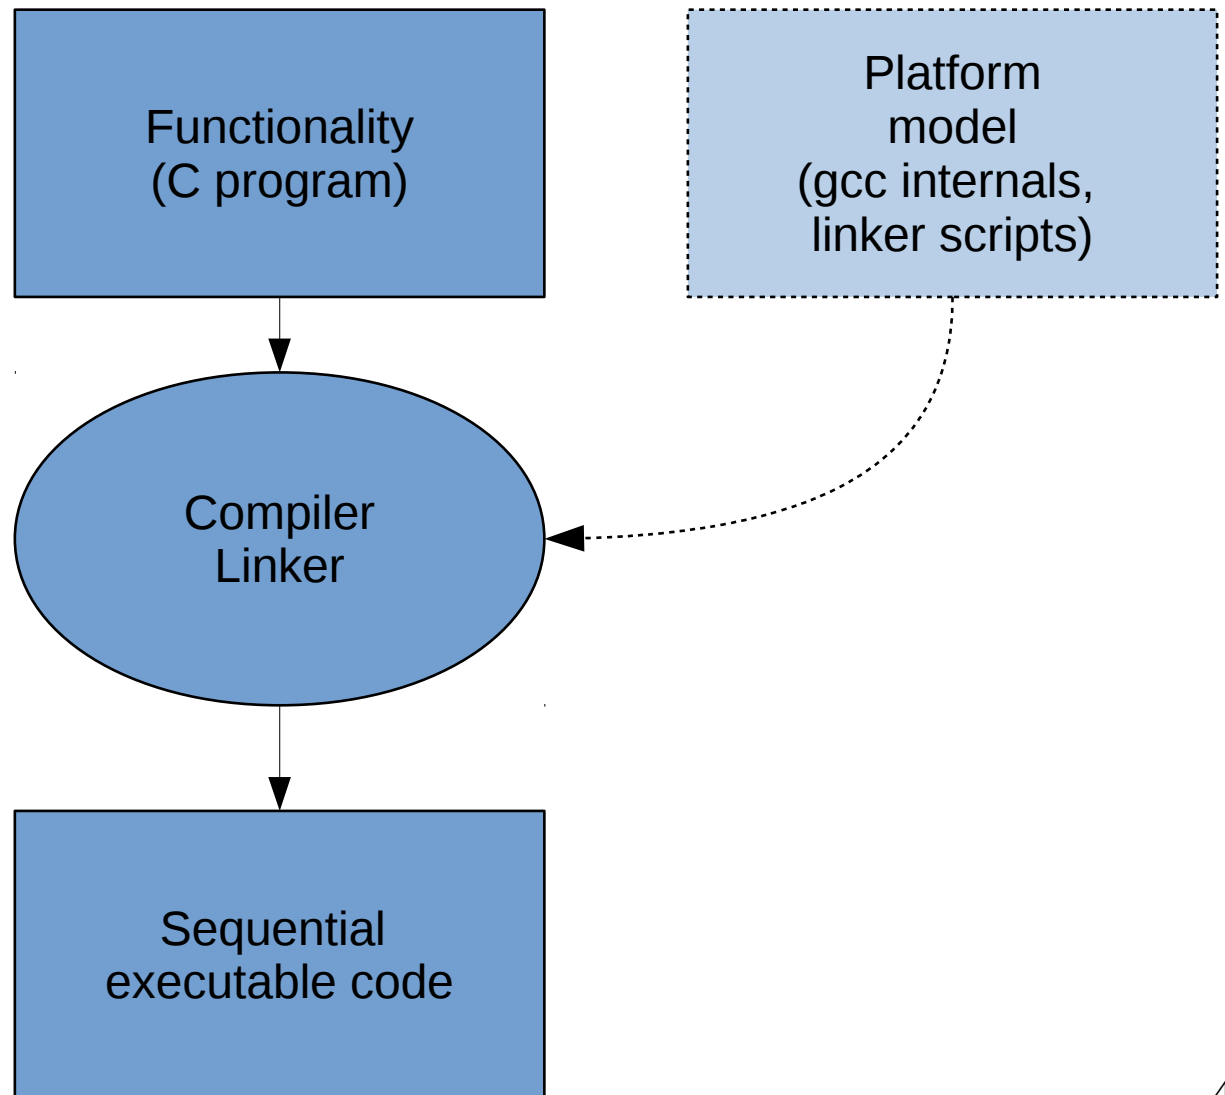 Functionality
(C program)
Platform
model
(gcc internals,
linker scripts)
Compiler
Linker
Sequential
executable code